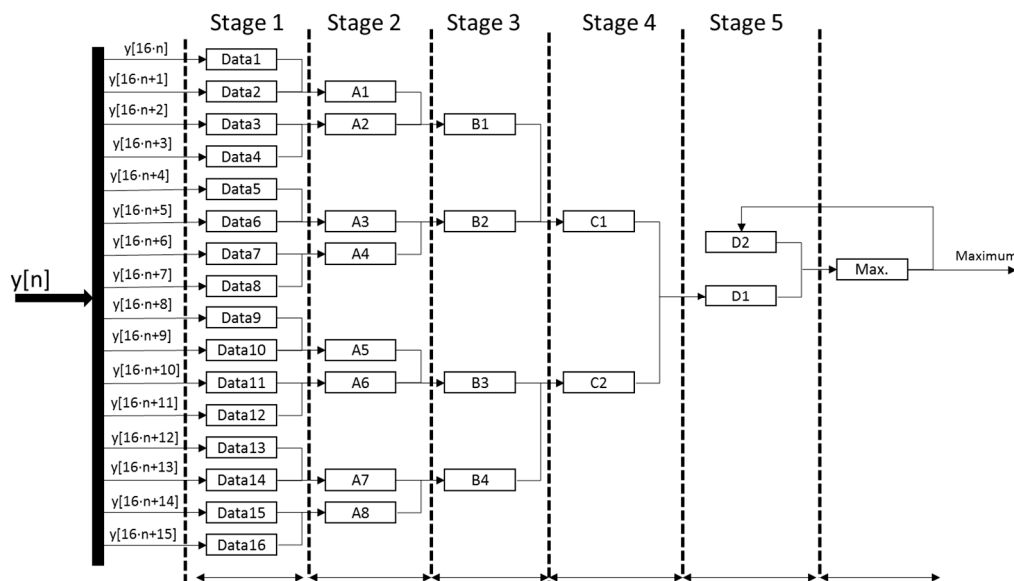 Stage 1 Stage 2 Stage 3 Stage 4 Stage 5
y[16·n]
Data1
y[16·n+1]
Data2 A1
y[16·n+2]
Data3 A2 B1
y[16·n+3]
Data4
y[16·n+4]
Data5
y[16·n+5]
Data6 A3 B2 C1
y[16·n+6]
D2
Data7 A4
Maximum
y[16·n+7]
Max.
y[n]
Data8
D1
y[16·n+8]
Data9
y[16·n+9]
Data10 A5
y[16·n+10]
Data11 A6 B3 C2
y[16·n+11]
Data12
y[16·n+12]
Data13
y[16·n+13]
Data14 A7 B4
y[16·n+14]
Data15 A8
y[16·n+15]
Data16